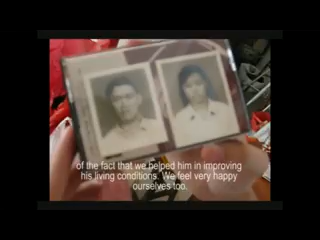 of the fact that we helped him in improving
his living conditions. We feel very happy
ourselves too.